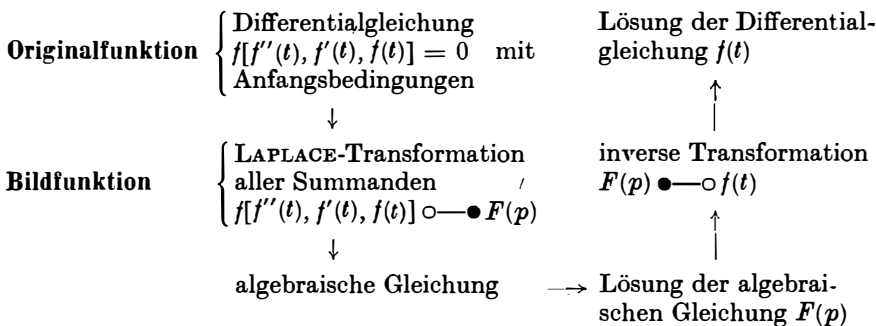 Originalfunktion
Differentialgleichung
f[f''(t), f'(t), f(t)] = 0 mit
Anfangsbedingungen
↓
Bildfunktion
LAPLACE-Transformation
aller Summanden
f[f''(t), f'(t), f(t)] ○—● F(p)
↓
algebraische Gleichung
→
Lösung der algebrai-
schen Gleichung F(p)
↑
inverse Transformation
F(p) ●—○ f(t)
↑
Lösung der Differential-
gleichung f(t)